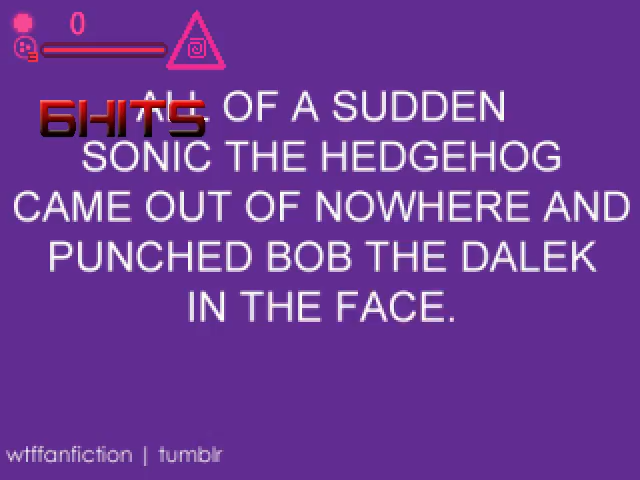 0
6HITS
ALL OF A SUDDEN
SONIC THE HEDGEHOG
CAME OUT OF NOWHERE AND
PUNCHED BOB THE DALEK
IN THE FACE.
wtffanfiction | tumblr